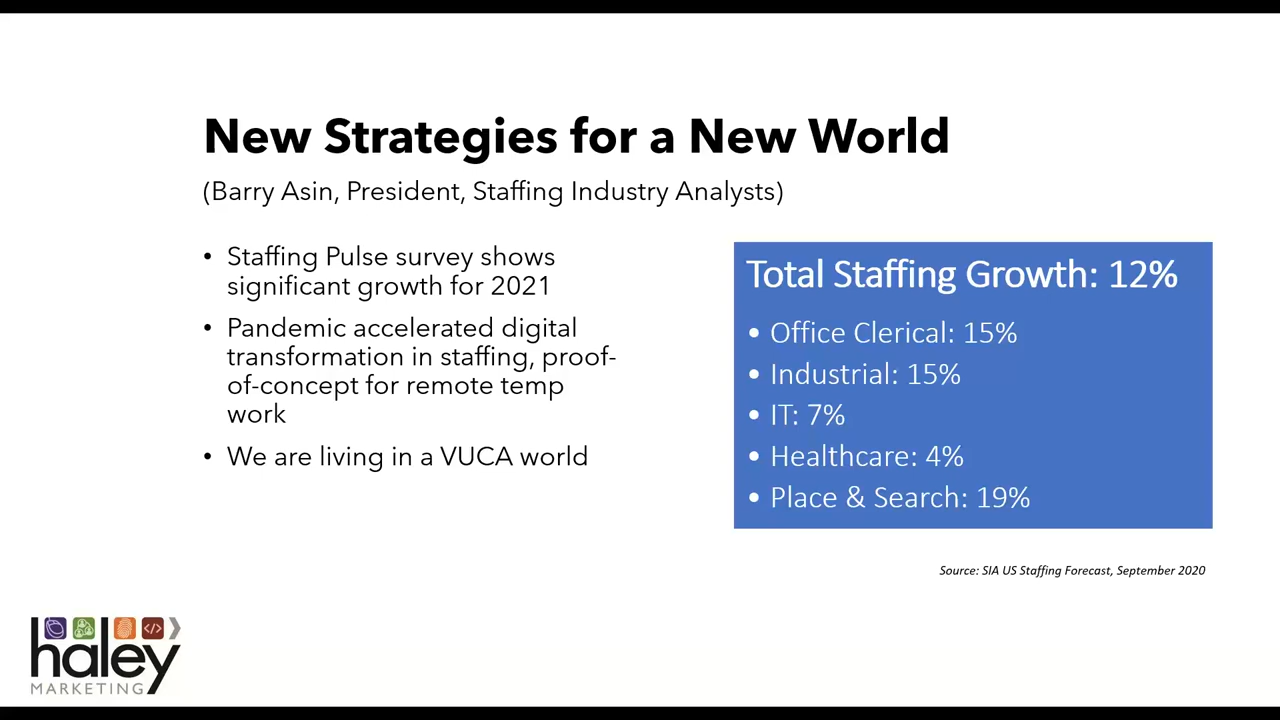 New Strategies for a New World
(Barry Asin, President, Staffing Industry Analysts)
• Staffing Pulse survey shows
significant growth for 2021
• Pandemic accelerated digital
transformation in staffing, proof-
of-concept for remote temp
work
• We are living in a VUCA world
Total Staffing Growth: 12%
• Office Clerical: 15%
• Industrial: 15%
• IT: 7%
• Healthcare: 4%
• Place & Search: 19%
Source: SIA US Staffing Forecast, September 2020
</>
haley
MARKETING